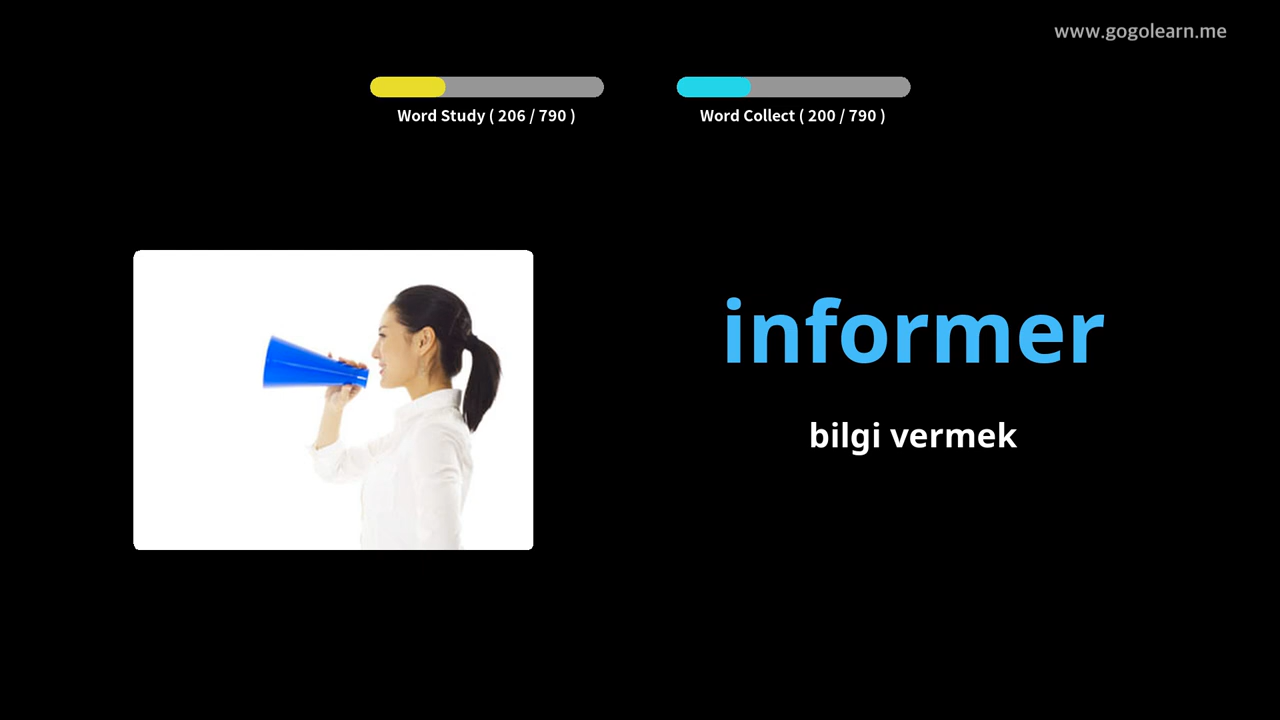 www.gogolearn.me
Word Study ( 206 / 790 )
Word Collect ( 200 / 790 )
informer
bilgi vermek